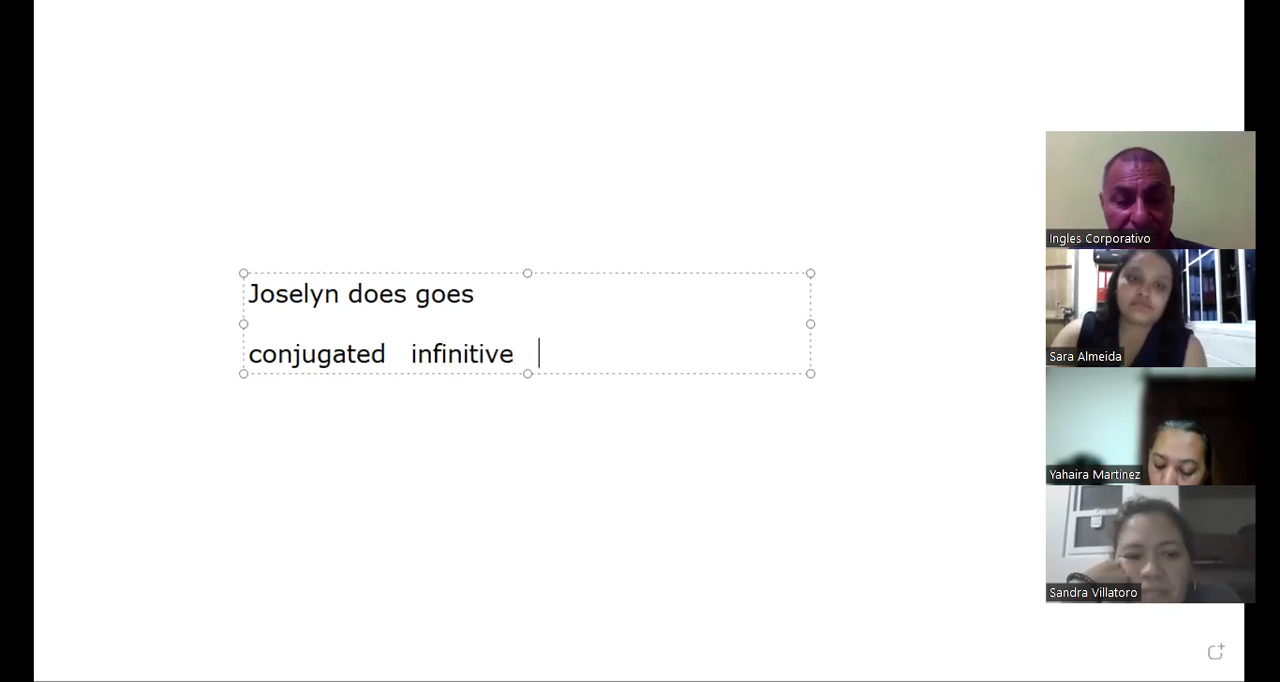 Joselyn does goes
conjugated infinitive
Ingles Corporativo
Sara Almeida
Yahaira Martinez
Sandra Villatoro